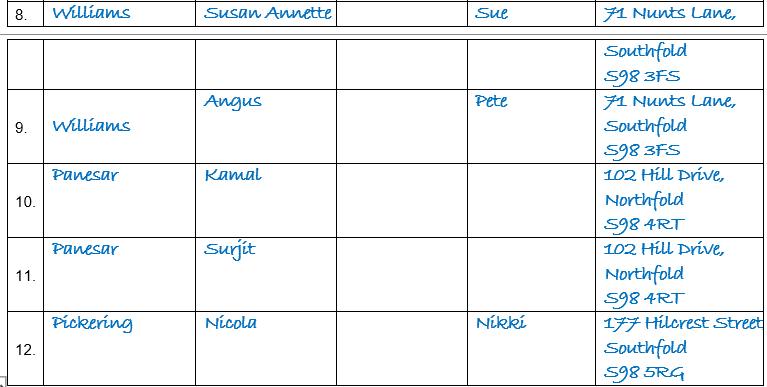 8. Williams Susan Annette Sue 71 Nunts Lane,
Southfold
S98 3FS
Angus Pete 71 Nunts Lane,
9. Williams Southfold
S98 3FS
Panesar Kamal 102 Hill Drive,
10. Northfold
S98 4RT
Panesar Surjit 102 Hill Drive,
11. Northfold
S98 4RT
Pickering Nicola Nikki 177 Hilcrest Street
12. Southfold
S98 5RG